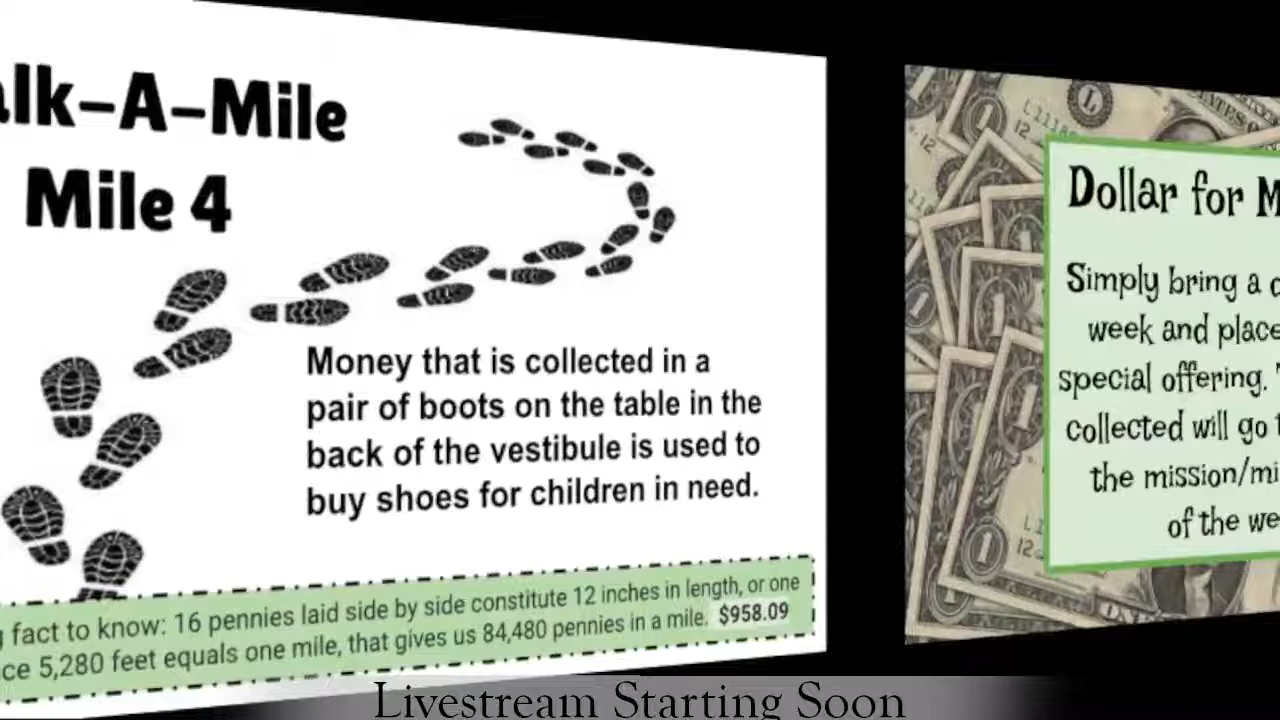 alk-A-Mile
Mile 4
Money that is collected in a
pair of boots on the table in the
back of the vestibule is used to
buy shoes for children in need.
fact to know: 16 pennies laid side by side constitute 12 inches in length, or one
ce 5,280 feet equals one mile, that gives us 84,480 pennies in a mile. $958.09
Dollar for M
Simply bring a
week and place
special offering.
collected will go
the mission/mi
of the we
Livestream Starting Soon